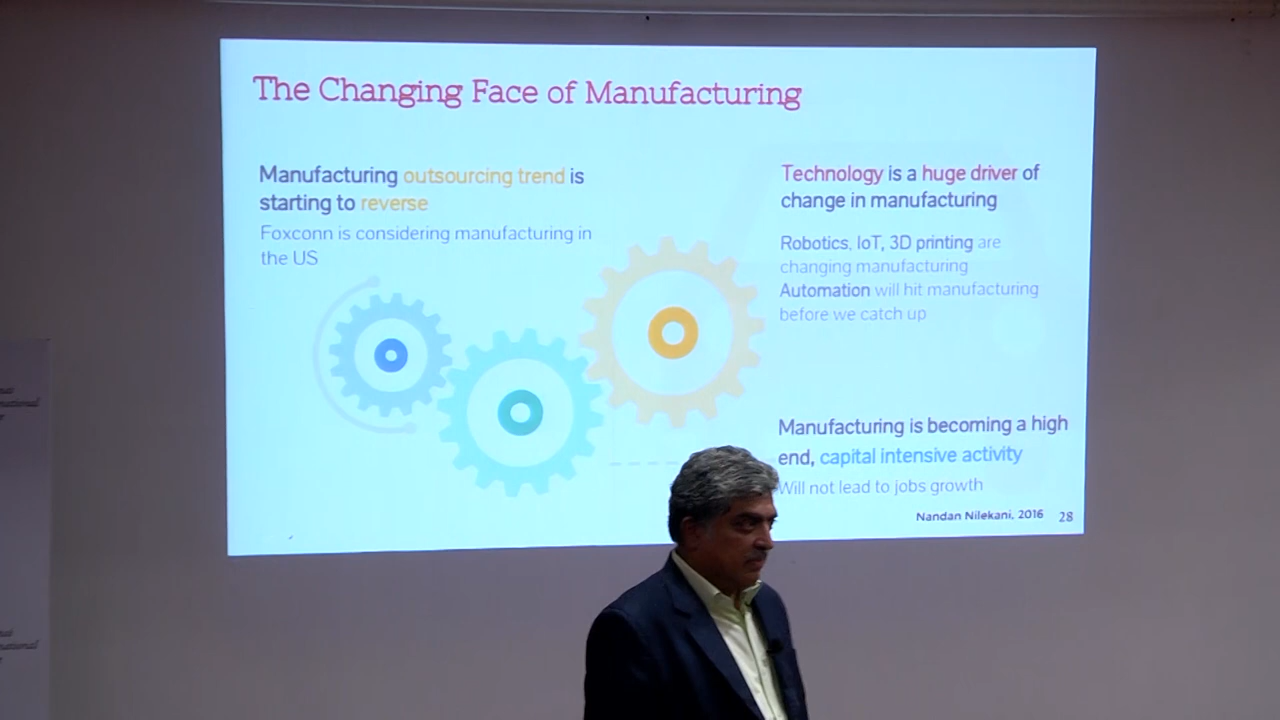 The Changing Face of Manufacturing
Manufacturing outsourcing trend is
starting to reverse
Foxconn is considering manufacturing in
the US
Technology is a huge driver of
change in manufacturing
Robotics, IoT, 3D printing are
changing manufacturing
Automation will hit manufacturing
before we catch up
Manufacturing is becoming a high
end, capital intensive activity
Will not lead to jobs growth
Nandan Nilekani, 2016 28